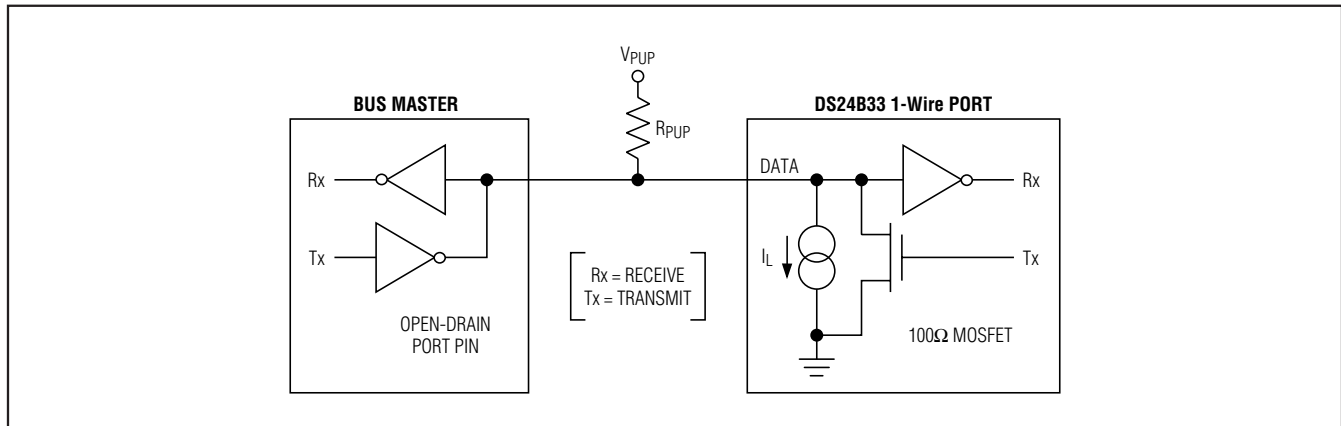 VPUP
BUS MASTER
DS24B33 1-Wire PORT
RPUP
DATA
Rx
Rx
Tx
IL
Tx
Rx = RECEIVE
Tx = TRANSMIT
OPEN-DRAIN
PORT PIN
100Ω MOSFET